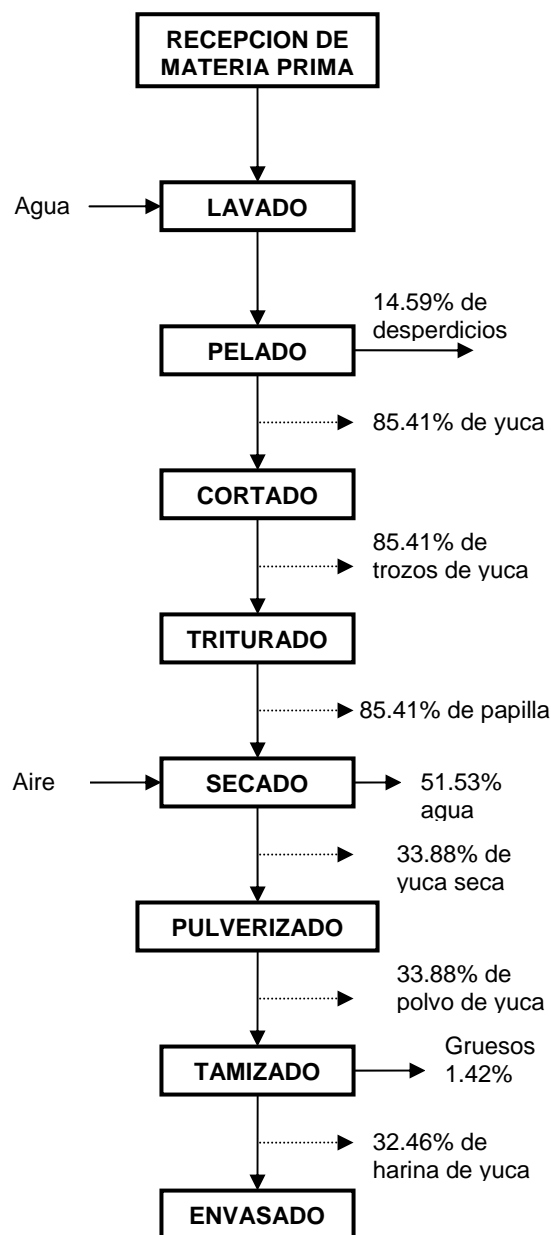 RECEPCION DE
MATERIA PRIMA
Agua
LAVADO
14.59% de
desperdicios
PELADO
85.41% de yuca
CORTADO
85.41% de
trozos de yuca
TRITURADO
85.41% de papilla
Aire
SECADO
51.53%
agua
33.88% de
yuca seca
PULVERIZADO
33.88% de
polvo de yuca
Gruesos
1.42%
TAMIZADO
32.46% de
harina de yuca
ENVASADO